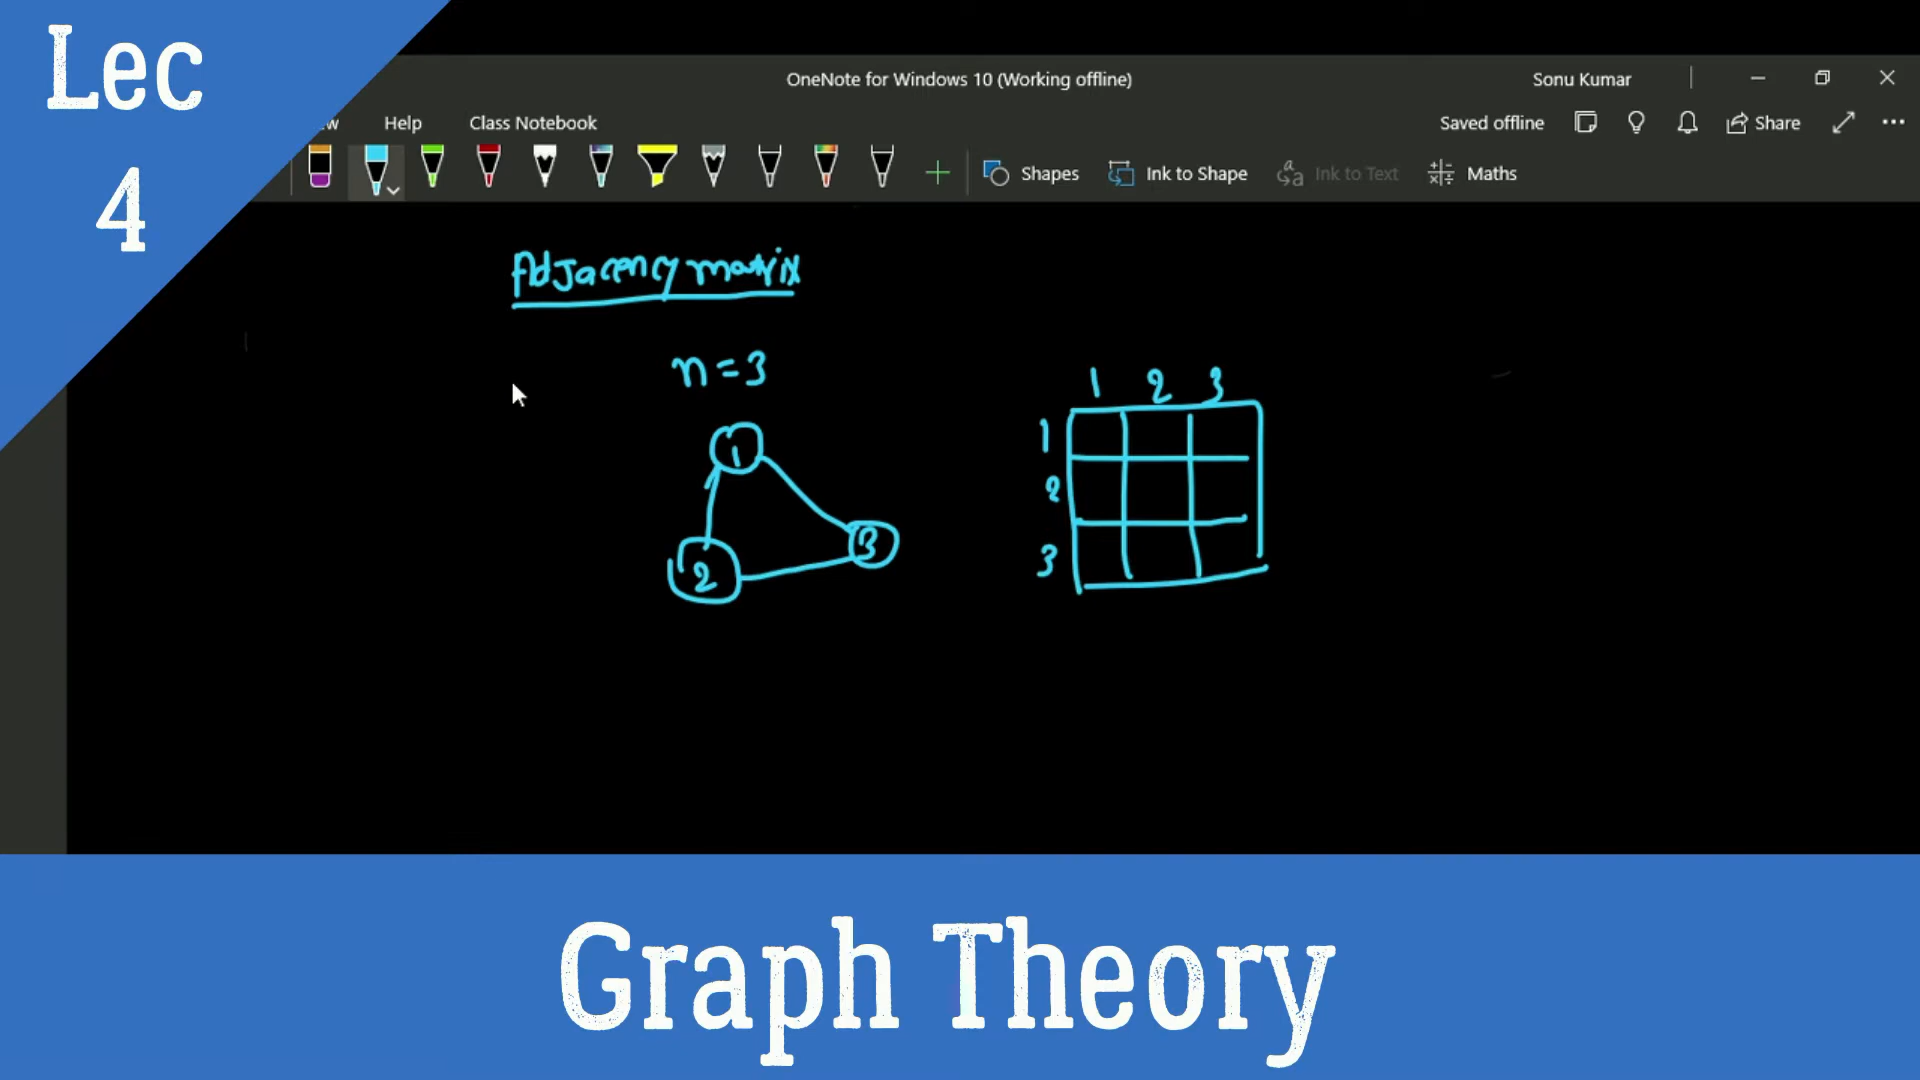 Lec
4
OneNote for Windows 10 (Working offline)
Sonu Kumar
Help
Class Notebook
Saved offline
Share
Shapes
Ink to Shape
Ink to Text
Maths
Adjacency matrix
n=3
1 2 3
1
2
3
1
2
3
Graph Theory